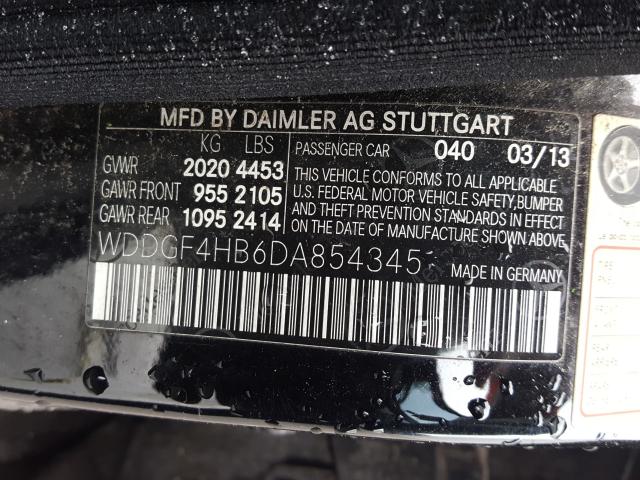 MFD BY DAIMLER AG STUTTGART
KG LBS
GVWR 2020 4453
GAWR FRONT 955 2105
GAWR REAR 1095 2414
PASSENGER CAR 040 03/13
THIS VEHICLE CONFORMS TO ALL APPLICABLE
U.S. FEDERAL MOTOR VEHICLE SAFETY,BUMPER
AND THEFT PREVENTION STANDARDS IN EFFECT
ON THE DATE OF MANUFACTURE SHOWN ABOVE.
WDDGF4HB6DA854345
MADE IN GERMANY